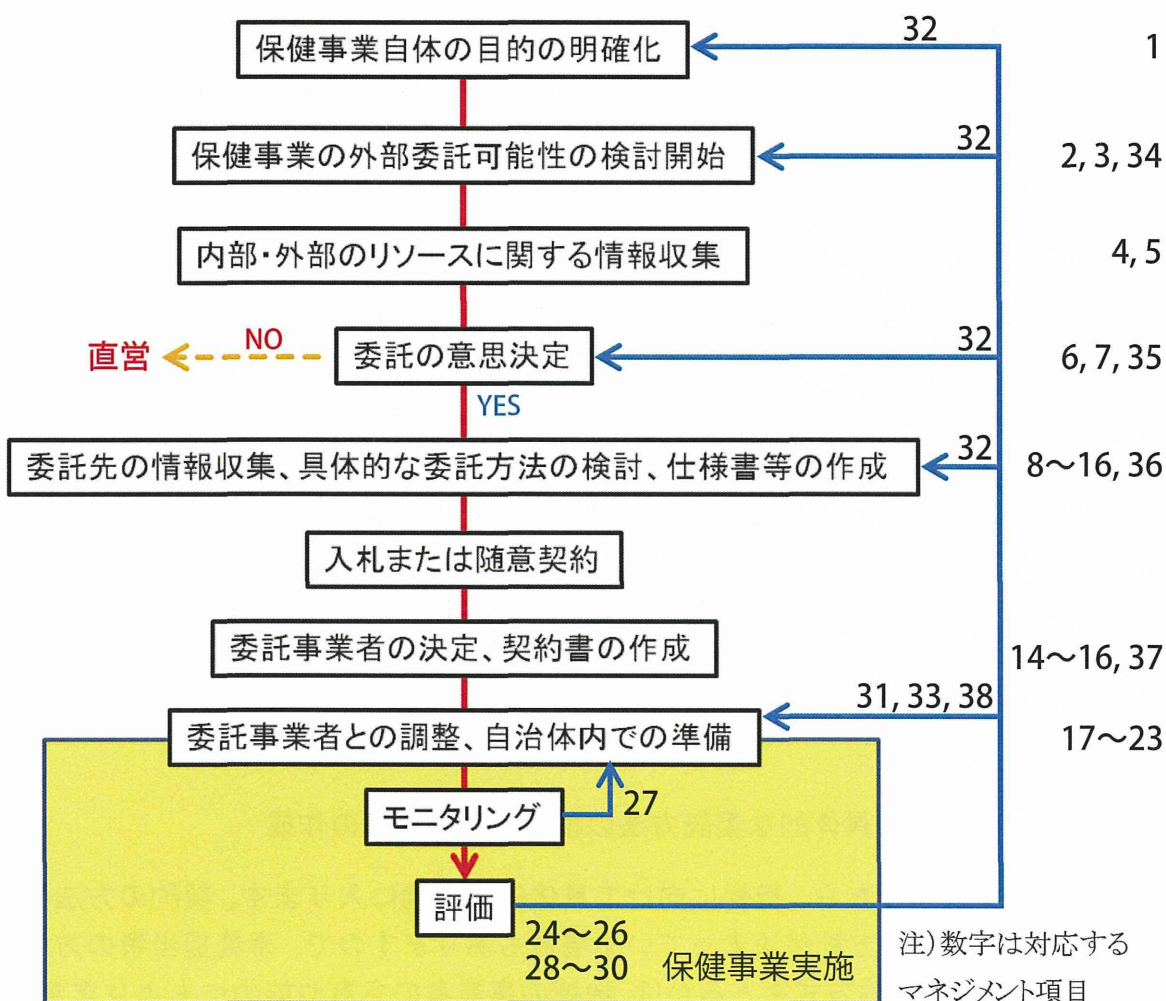 32
保健事業自体の目的の明確化
1
32
保健事業の外部委託可能性の検討開始
2, 3, 34
内部・外部のリソースに関する情報収集
4, 5
直営
NO
委託の意思決定
32
6, 7, 35
YES
委託先の情報収集、具体的な委託方法の検討、仕様書等の作成
32
8～16, 36
入札または随意契約
委託事業者の決定、契約書の作成
14～16, 37
31, 33, 38
委託事業者との調整、自治体内での準備
17～23
モニタリング
27
評価
24～26
28～30
保健事業実施
注）数字は対応する
マネジメント項目